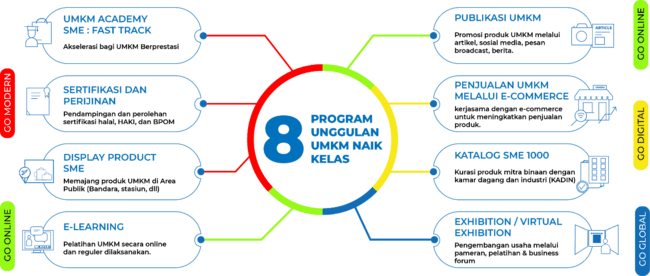 UMKM ACADEMY
SME : FAST TRACK
Akselerasi bagi UMKM Berprestasi
GO MODERN
SERTIFIKASI DAN
PERIJINAN
Pendampingan dan perolehan
sertifikasi halal, HAKI, dan BPOM
DISPLAY PRODUCT
SME
Memajang produk UMKM di Area
Publik (Bandara, stasiun, dll)
GO ONLINE
E-LEARNING
Pelatihan UMKM secara online
dan reguler dilaksanakan.
8
PROGRAM
UNGGULAN
UMKM NAIK
KELAS
PUBLIKASI UMKM
Promosi produk UMKM melalui
artikel, sosial media, pesan
broadcast, berita.
ARTICLE
GO ONLINE
PENJUALAN UMKM
MELALUI E-COMMERCE
kerjasama dengan e-commerce
untuk meningkatkan penjualan
produk.
GO DIGITAL
KATALOG SME 1000
Kurasi produk mitra binaan dengan
kamar dagang dan industri (KADIN)
EXHIBITION / VIRTUAL
EXHIBITION
Pengembangan usaha melalui
pameran, pelatihan & business
forum
GO GLOBAL